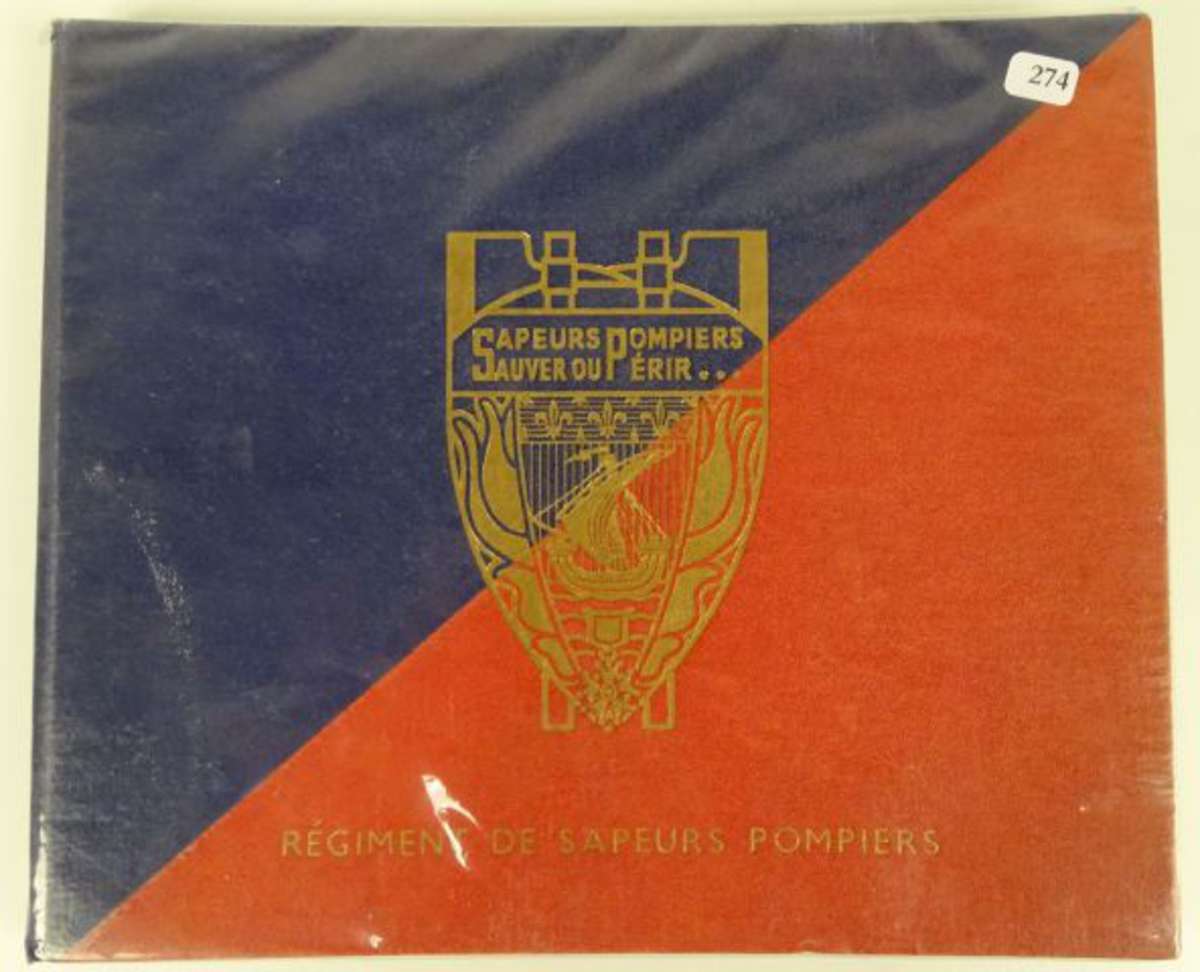 274
SAPEURS POMPIERS
SAUVER OU PÉRIR...
RÉGIMENT DE SAPEURS POMPIERS